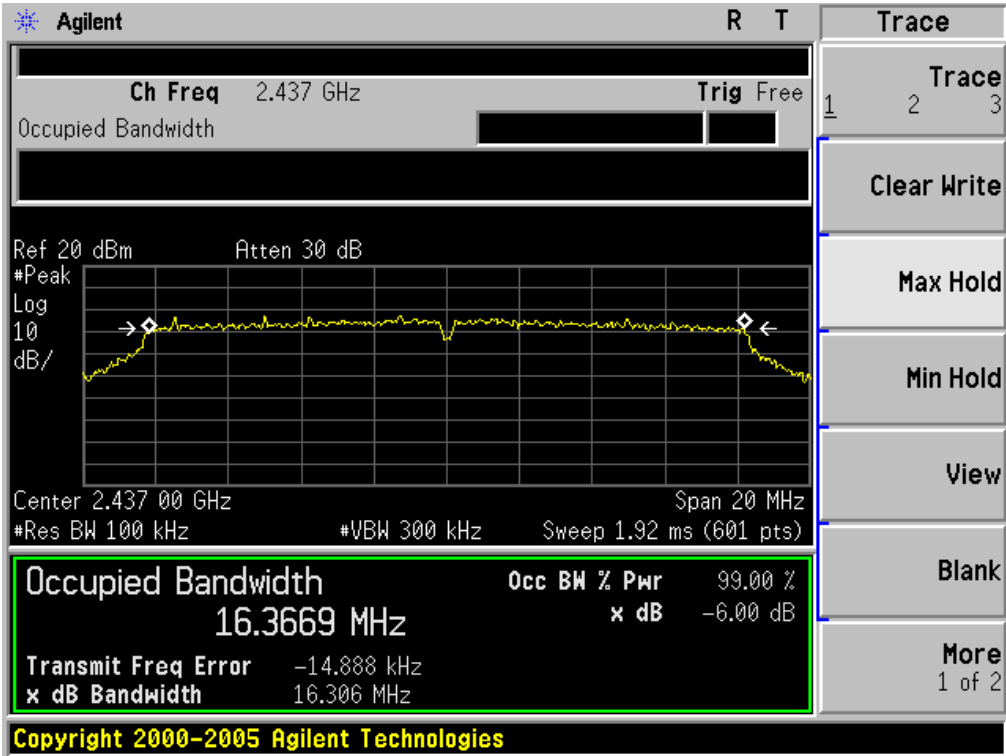 Agilent R T
Ch Freq 2.437 GHz Trig Free
Occupied Bandwidth
Ref 20 dBm Atten 30 dB
#Peak
Log
10
dB/
Center 2.437 00 GHz Span 20 MHz
#Res BW 100 kHz #VBW 300 kHz Sweep 1.92 ms (601 pts)
Occupied Bandwidth
16.3669 MHz
Occ BW % Pwr 99.00 %
x dB -6.00 dB
Transmit Freq Error -14.888 kHz
x dB Bandwidth 16.306 MHz
Copyright 2000-2005 Agilent Technologies
Trace
Trace
1 2 3
Clear Write
Max Hold
Min Hold
View
Blank
More
1 of 2